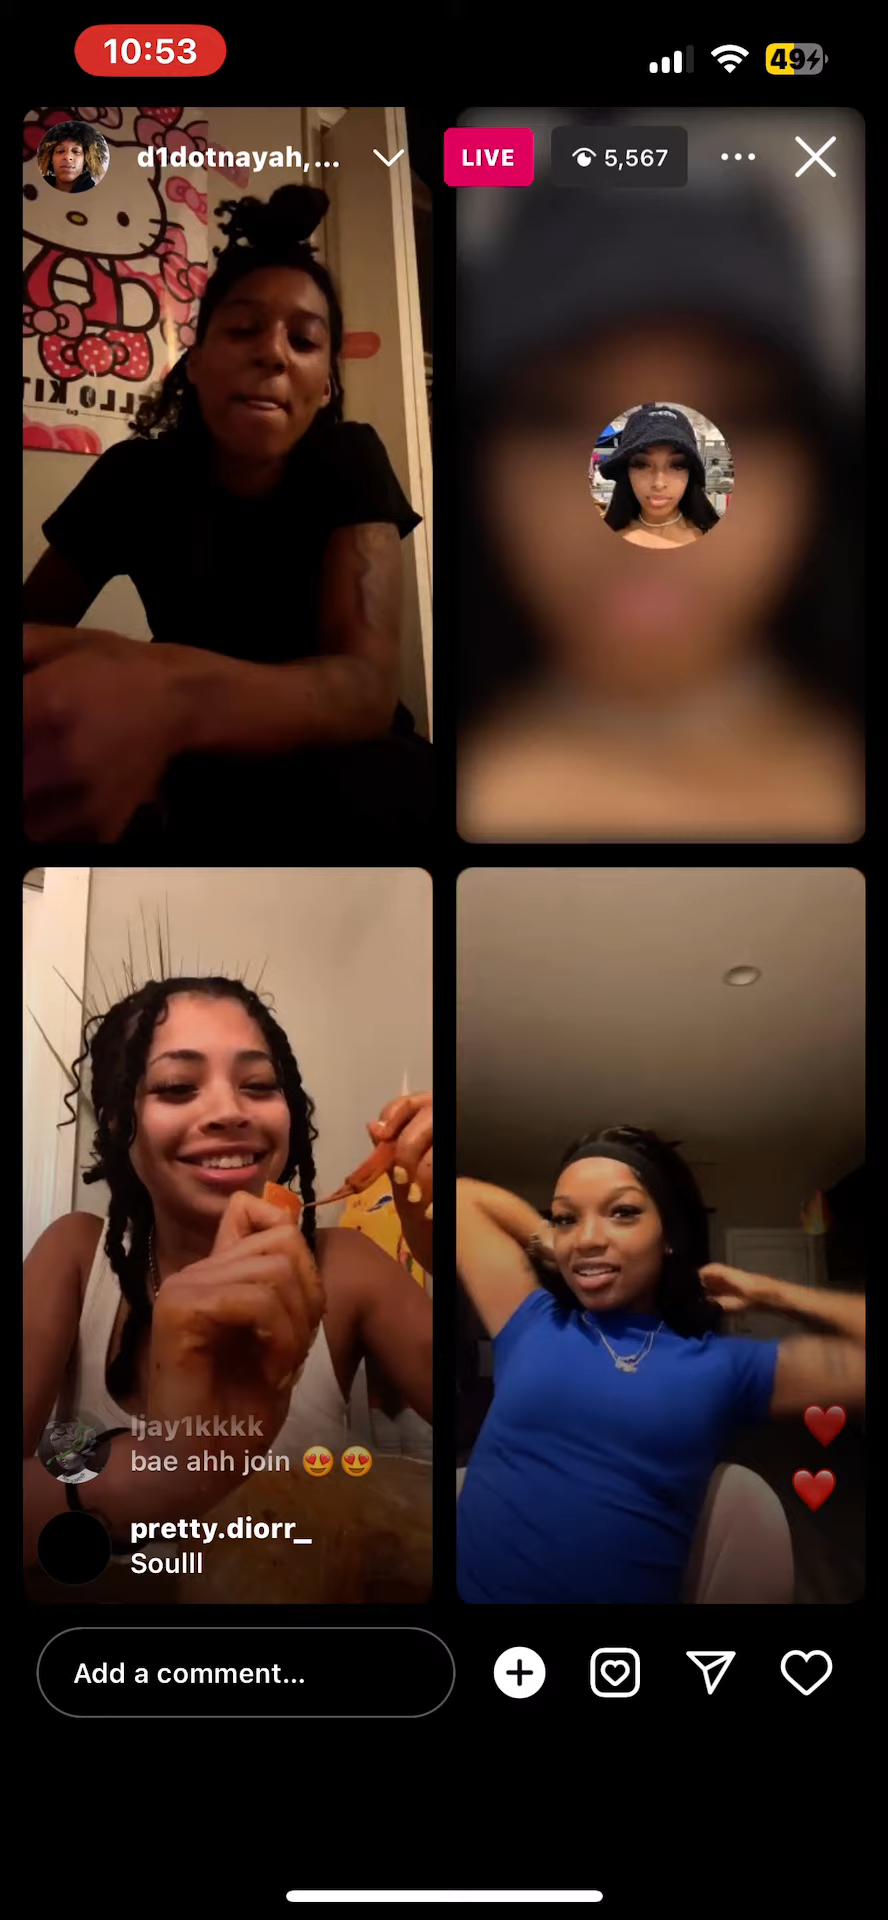 10:53
49
d1dotnayah,...
LIVE
5,567
ljay1kkkk
bae ahh join 😍😍
pretty.diorr_
Soulll
Add a comment...